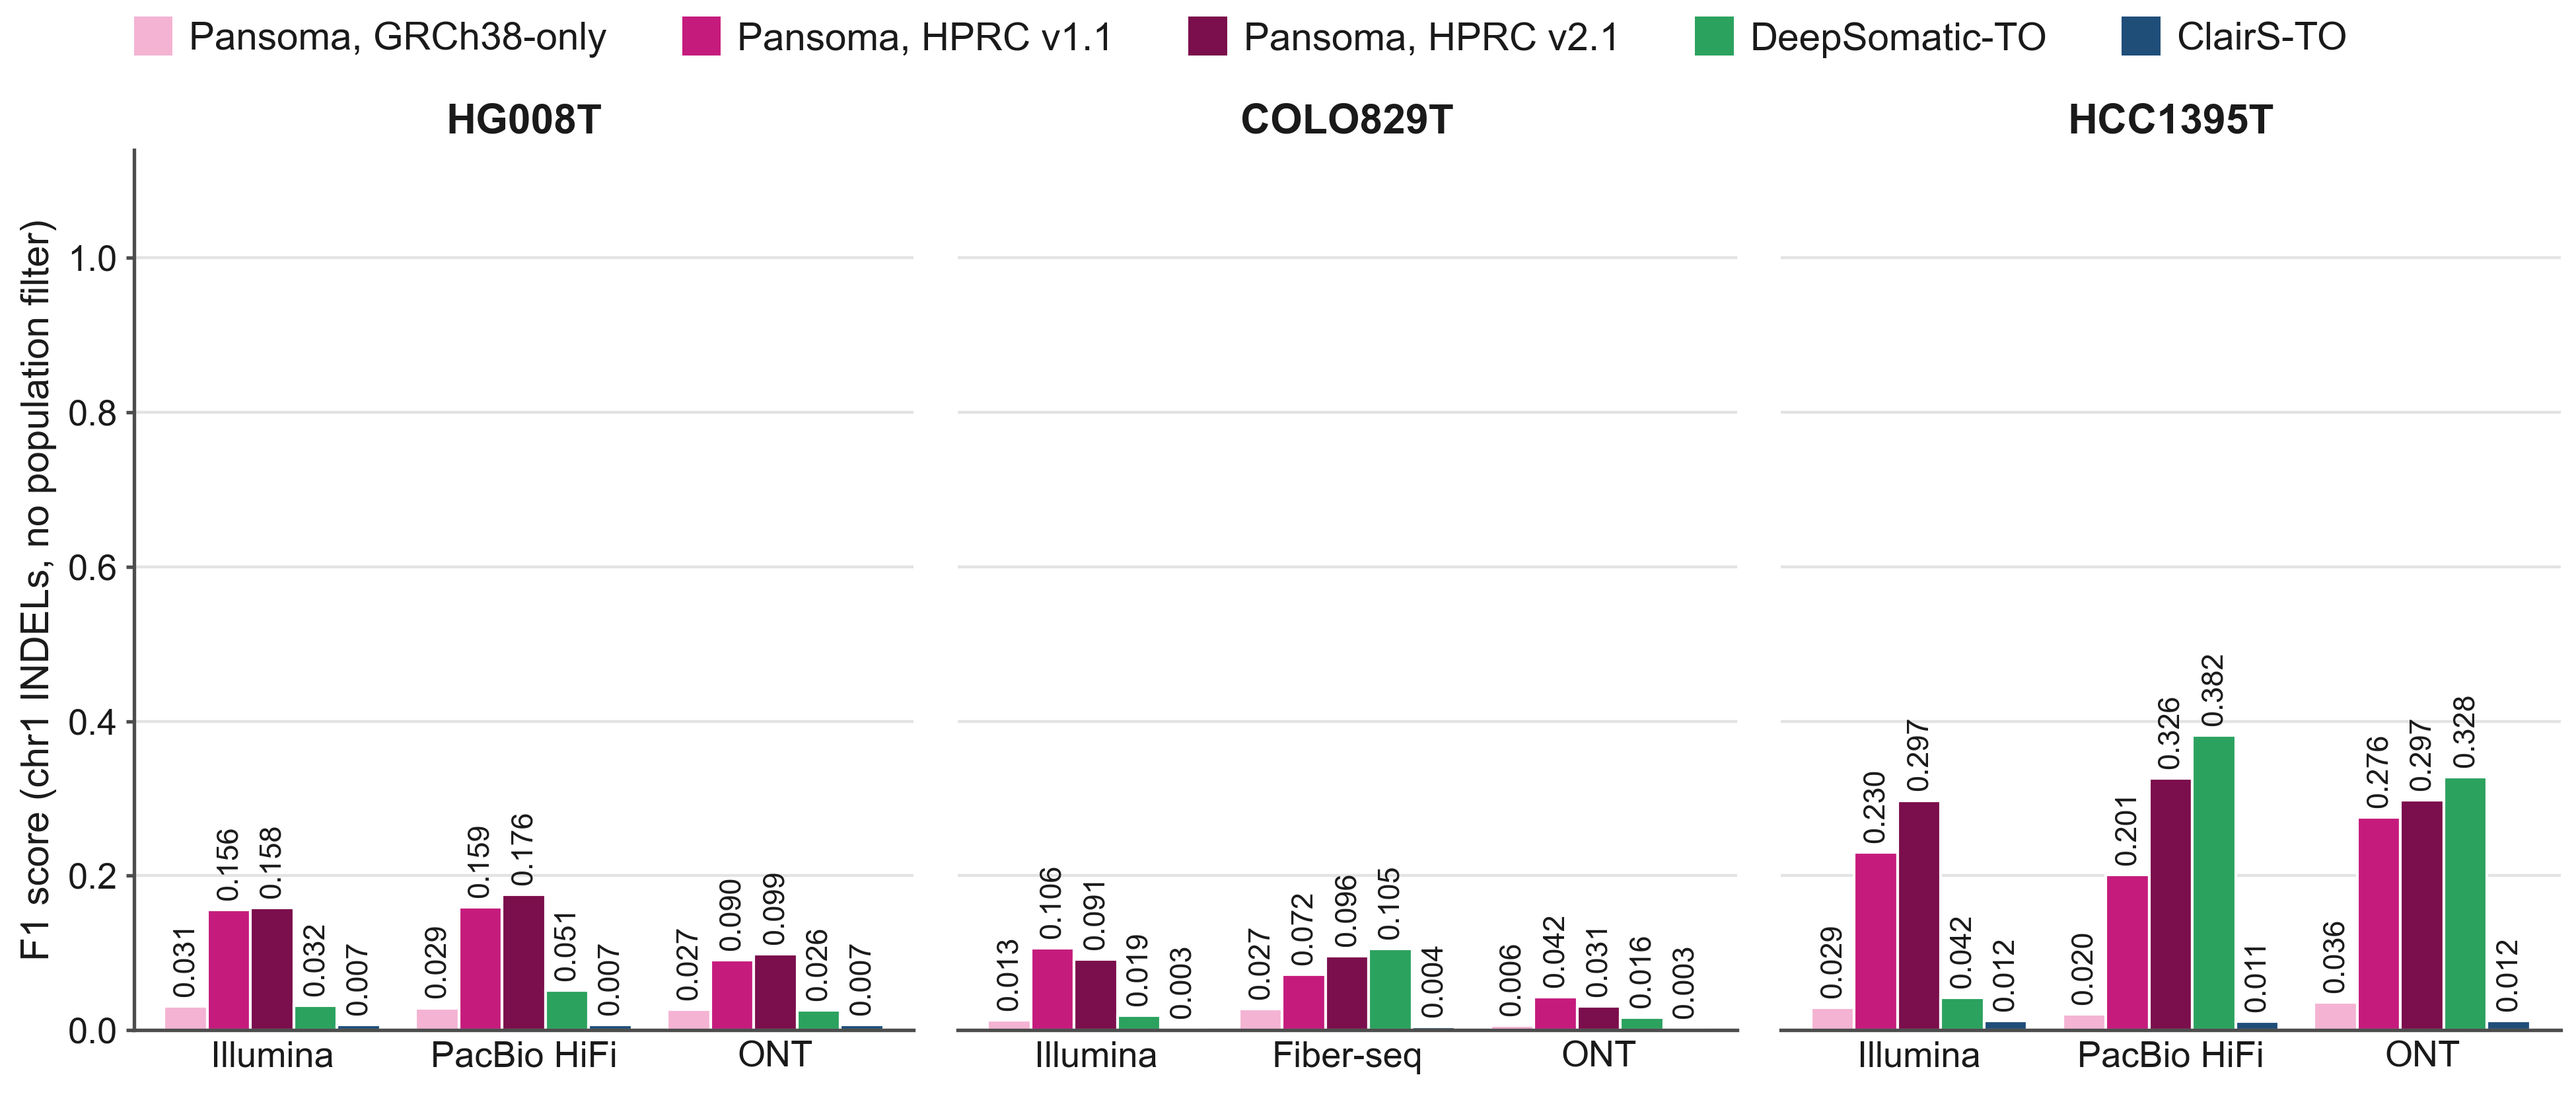 Pansoma, GRCh38-only Pansoma, HPRC v1.1 Pansoma, HPRC v2.1 DeepSomatic-TO ClairS-TO
HG008T COLO829T HCC1395T
F1 score (chr1 INDELs, no population filter)
1.0
0.8
0.6
0.4
0.2
0.0
0.031 0.156 0.158 0.032 0.007
0.029 0.159 0.176 0.051 0.007
0.027 0.090 0.099 0.026 0.007
Illumina PacBio HiFi ONT
0.013 0.106 0.091 0.019 0.003
0.027 0.072 0.096 0.105 0.004
0.006 0.042 0.031 0.016 0.003
Illumina Fiber-seq ONT
0.029 0.230 0.297 0.042 0.012
0.020 0.201 0.326 0.382 0.011
0.036 0.276 0.297 0.328 0.012
Illumina PacBio HiFi ONT